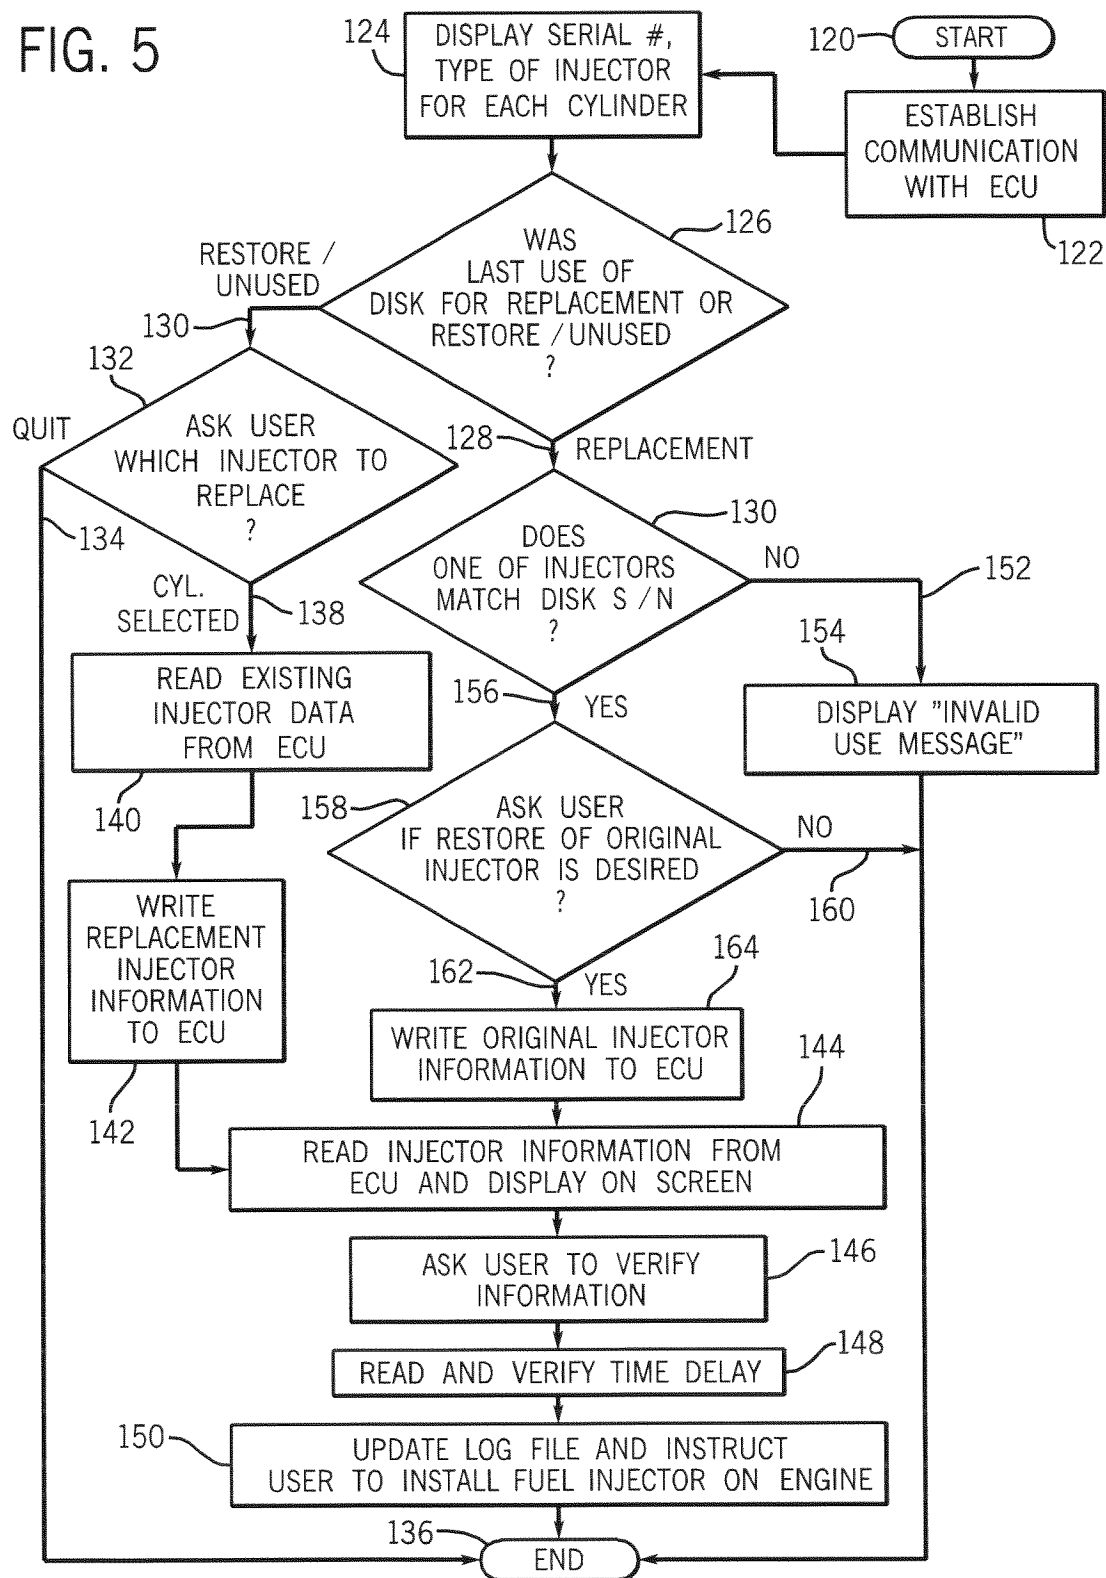 FIG. 5
120
START
ESTABLISH
COMMUNICATION
WITH ECU
122
124
DISPLAY SERIAL #,
TYPE OF INJECTOR
FOR EACH CYLINDER
126
WAS
LAST USE OF
DISK FOR REPLACEMENT OR
RESTORE / UNUSED
?
RESTORE /
UNUSED
130
132
QUIT
ASK USER
WHICH INJECTOR TO
REPLACE
?
134
CYL.
SELECTED
138
READ EXISTING
INJECTOR DATA
FROM ECU
140
WRITE
REPLACEMENT
INJECTOR
INFORMATION
TO ECU
142
128
REPLACEMENT
130
DOES
ONE OF INJECTORS
MATCH DISK S / N
?
NO
152
154
DISPLAY "INVALID
USE MESSAGE"
156
YES
158
ASK USER
IF RESTORE OF ORIGINAL
INJECTOR IS DESIRED
?
NO
160
162
YES
164
WRITE ORIGINAL INJECTOR
INFORMATION TO ECU
144
READ INJECTOR INFORMATION FROM
ECU AND DISPLAY ON SCREEN
146
ASK USER TO VERIFY
INFORMATION
148
READ AND VERIFY TIME DELAY
150
UPDATE LOG FILE AND INSTRUCT
USER TO INSTALL FUEL INJECTOR ON ENGINE
136
END